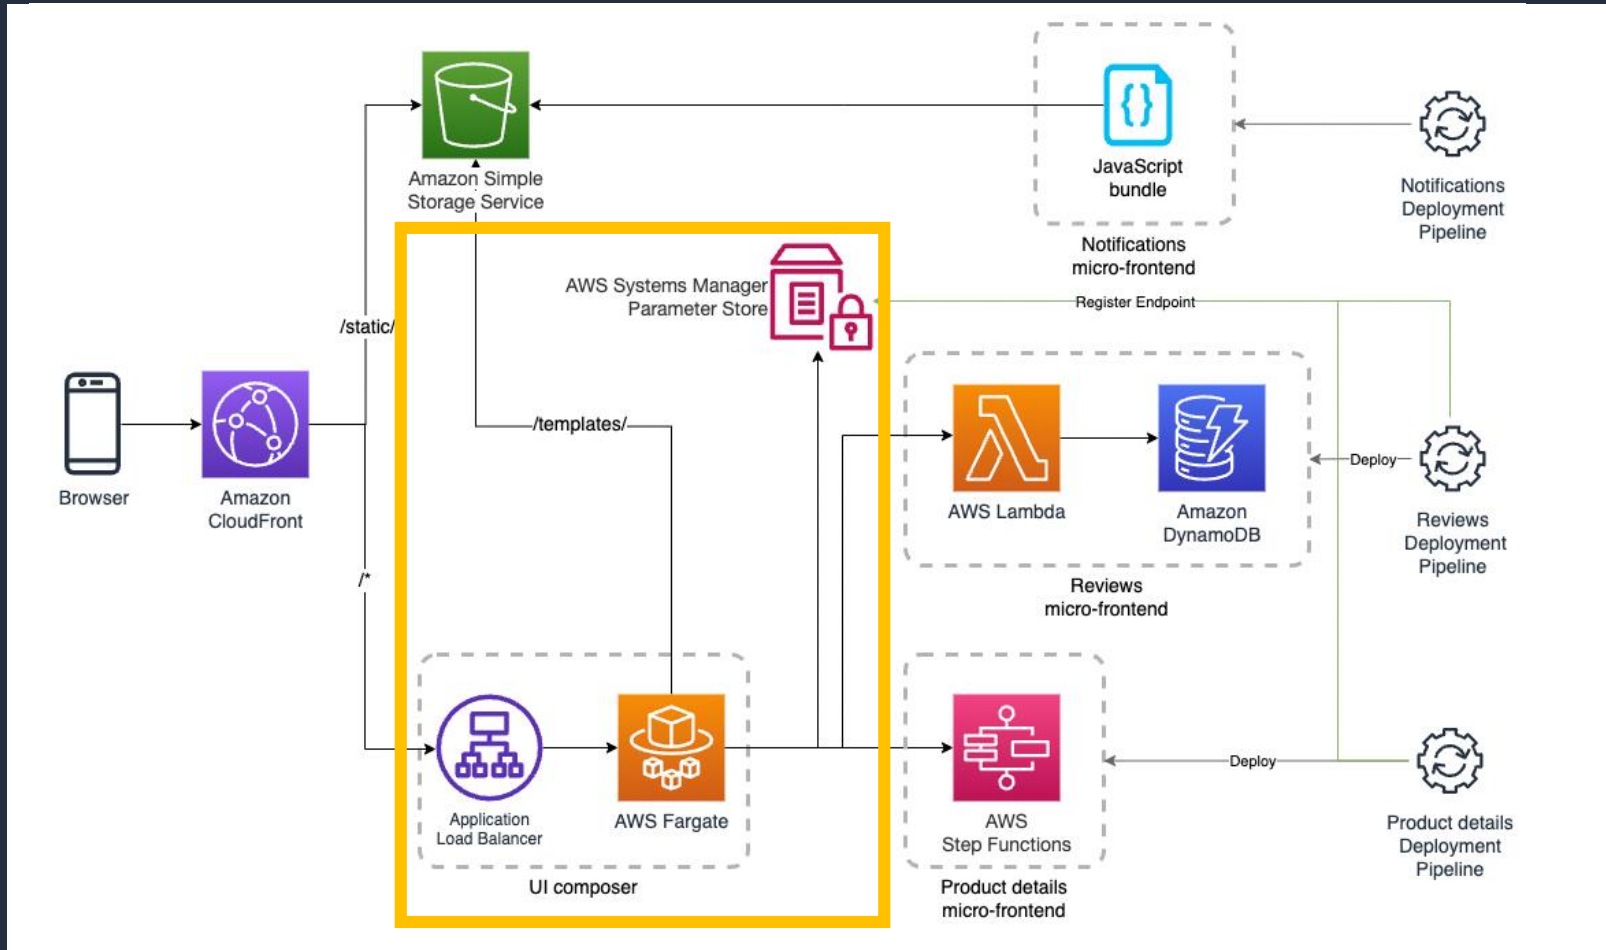 Amazon Simple
Storage Service
JavaScript
bundle
Notifications
micro-frontend
Notifications
Deployment
Pipeline
AWS Systems Manager
Parameter Store
Register Endpoint
/static/
/templates/
Browser
Amazon
CloudFront
/*
AWS Lambda
Amazon
DynamoDB
Reviews
micro-frontend
Deploy
Reviews
Deployment
Pipeline
Application
Load Balancer
AWS Fargate
UI composer
AWS
Step Functions
Product details
micro-frontend
Deploy
Product details
Deployment
Pipeline